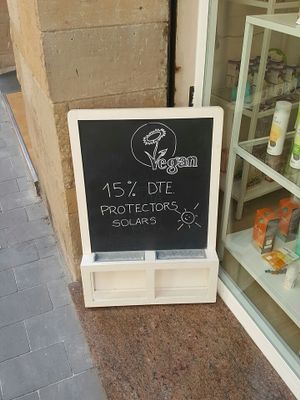 Vegan
15% DTE.
PROTECTORS
SOLARS